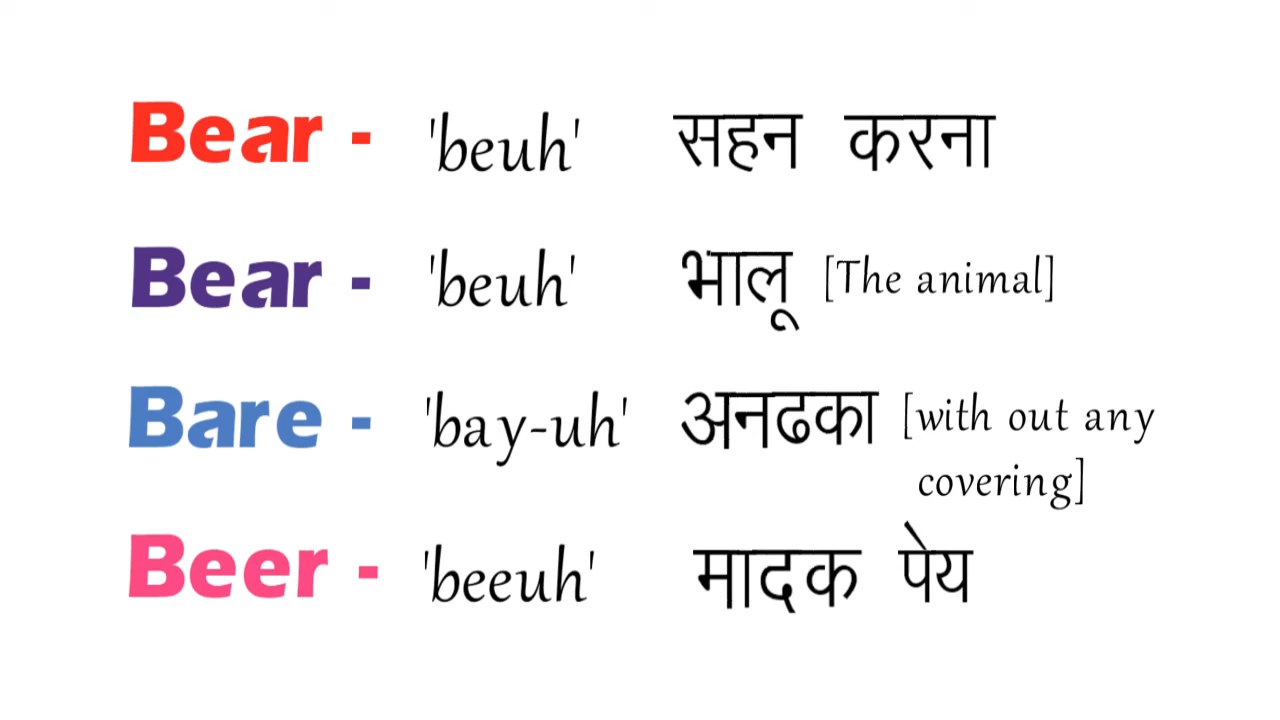 Bear - 'beuh' सहन करना
Bear - 'beuh' भालू [The animal]
Bare - 'bay-uh' अनढका [with out any
covering]
Beer - 'beeuh' मादक पेय